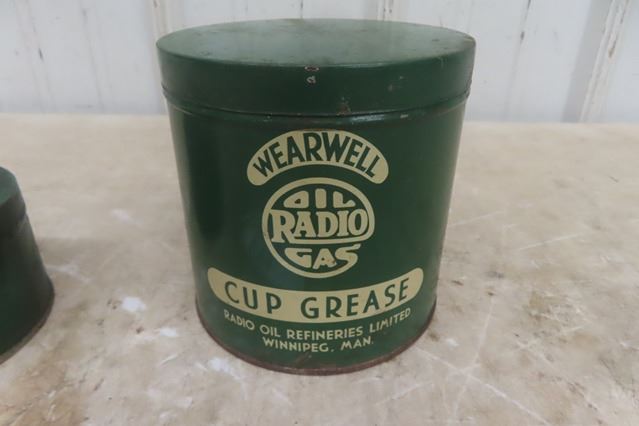 WEARWELL
OIL
RADIO
GAS
CUP GREASE
RADIO OIL REFINERIES LIMITED
WINNIPEG, MAN.